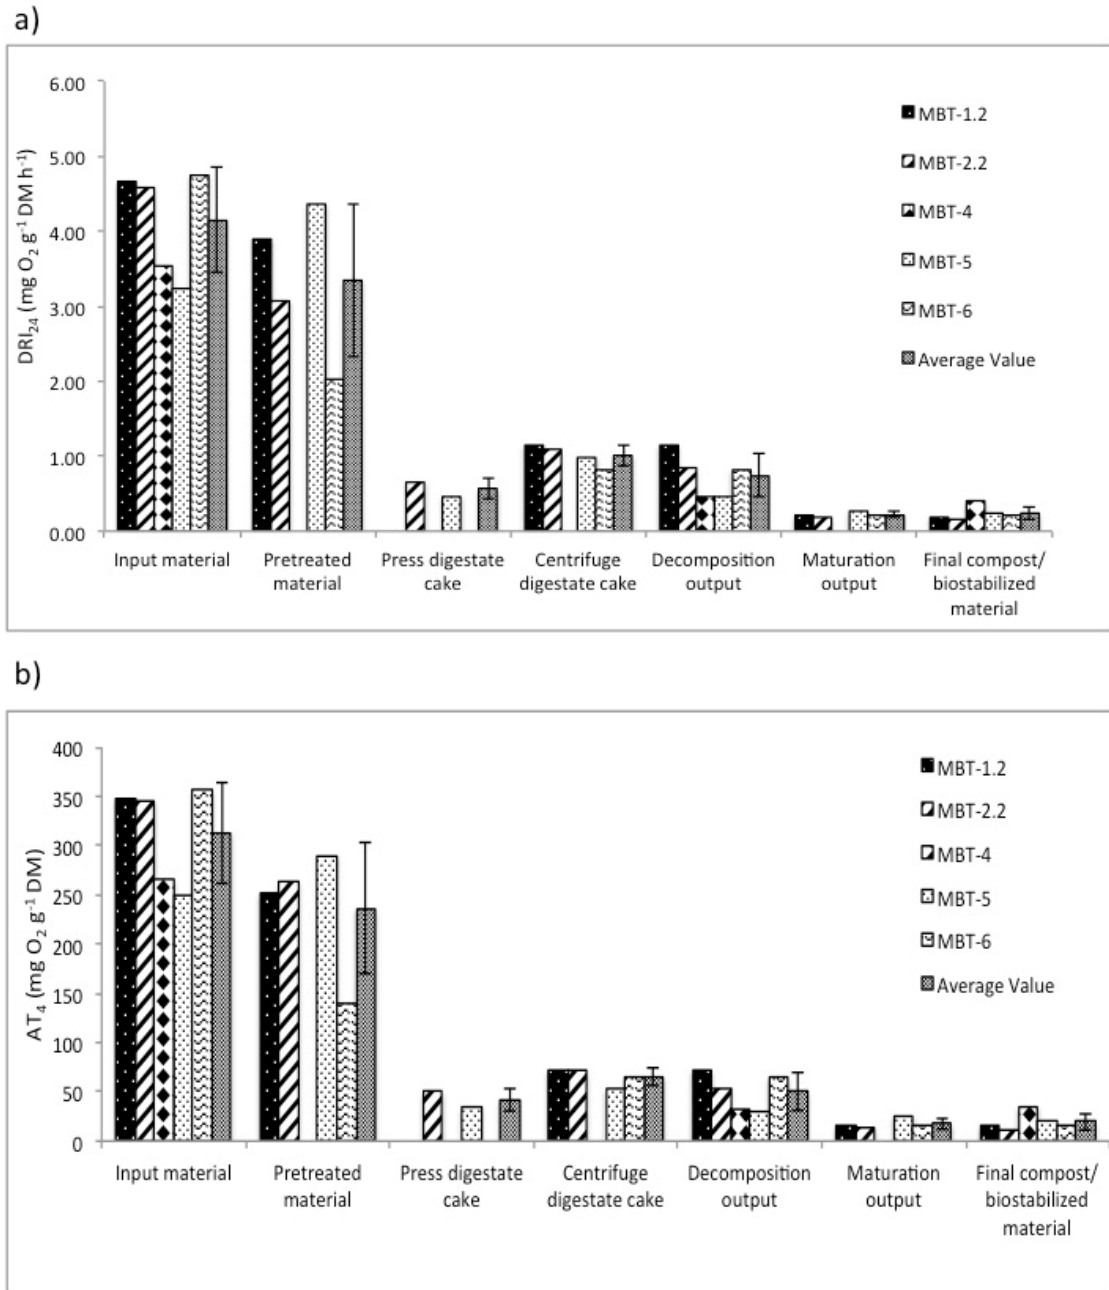 a)
6.00
5.00
4.00
3.00
2.00
1.00
0.00
DRI24 (mg O2 g-1 DM h-1)
MBT-1.2
MBT-2.2
MBT-4
MBT-5
MBT-6
Average Value
Input material
Pretreated
material
Press digestate
cake
Centrifuge
digestate cake
Decomposition
output
Maturation
output
Final compost/
biostabilized
material
b)
400
350
300
250
200
150
100
50
0
AT4 (mg O2 g-1 DM)
MBT-1.2
MBT-2.2
MBT-4
MBT-5
MBT-6
Average Value
Input material
Pretreated
material
Press digestate
cake
Centrifuge
digestate cake
Decomposition
output
Maturation
output
Final compost/
biostabilized
material